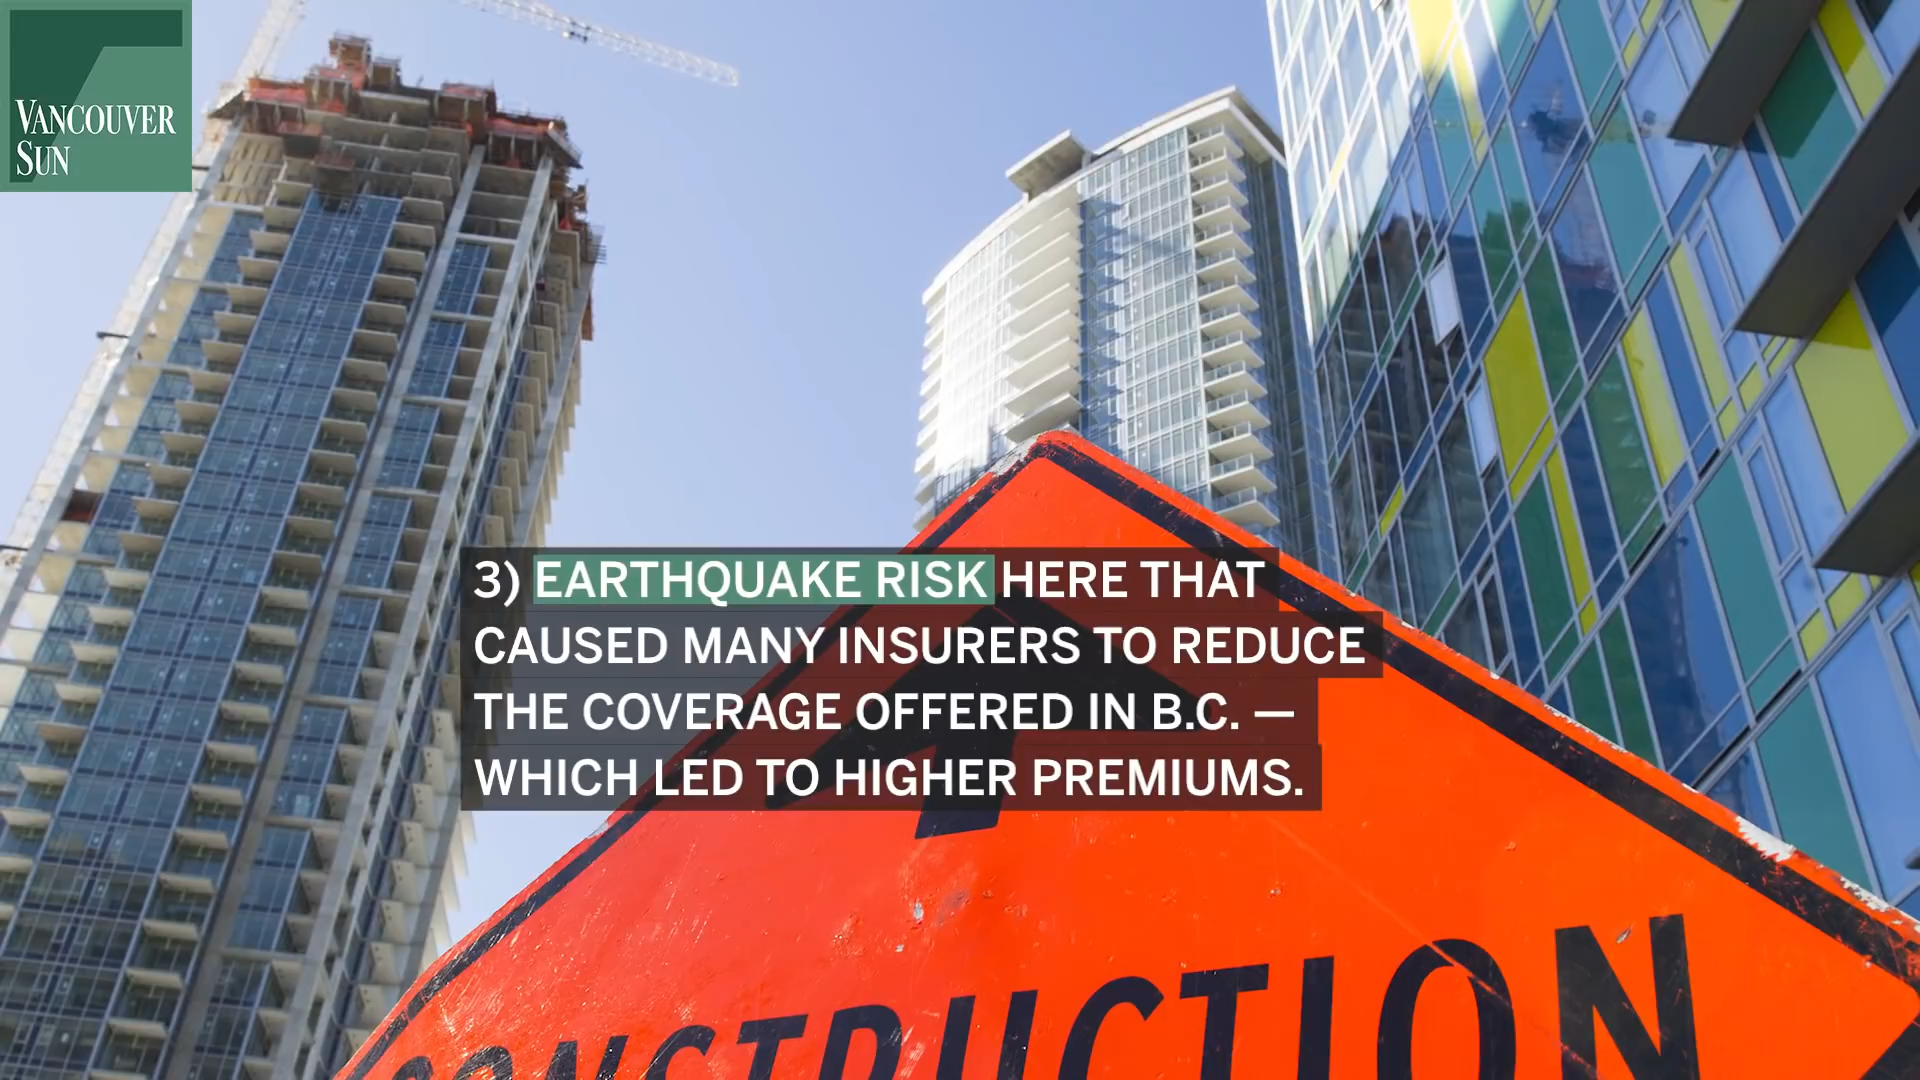 VANCOUVER
SUN
3) EARTHQUAKE RISK HERE THAT
CAUSED MANY INSURERS TO REDUCE
THE COVERAGE OFFERED IN B.C. —
WHICH LED TO HIGHER PREMIUMS.
CONSTRUCTION